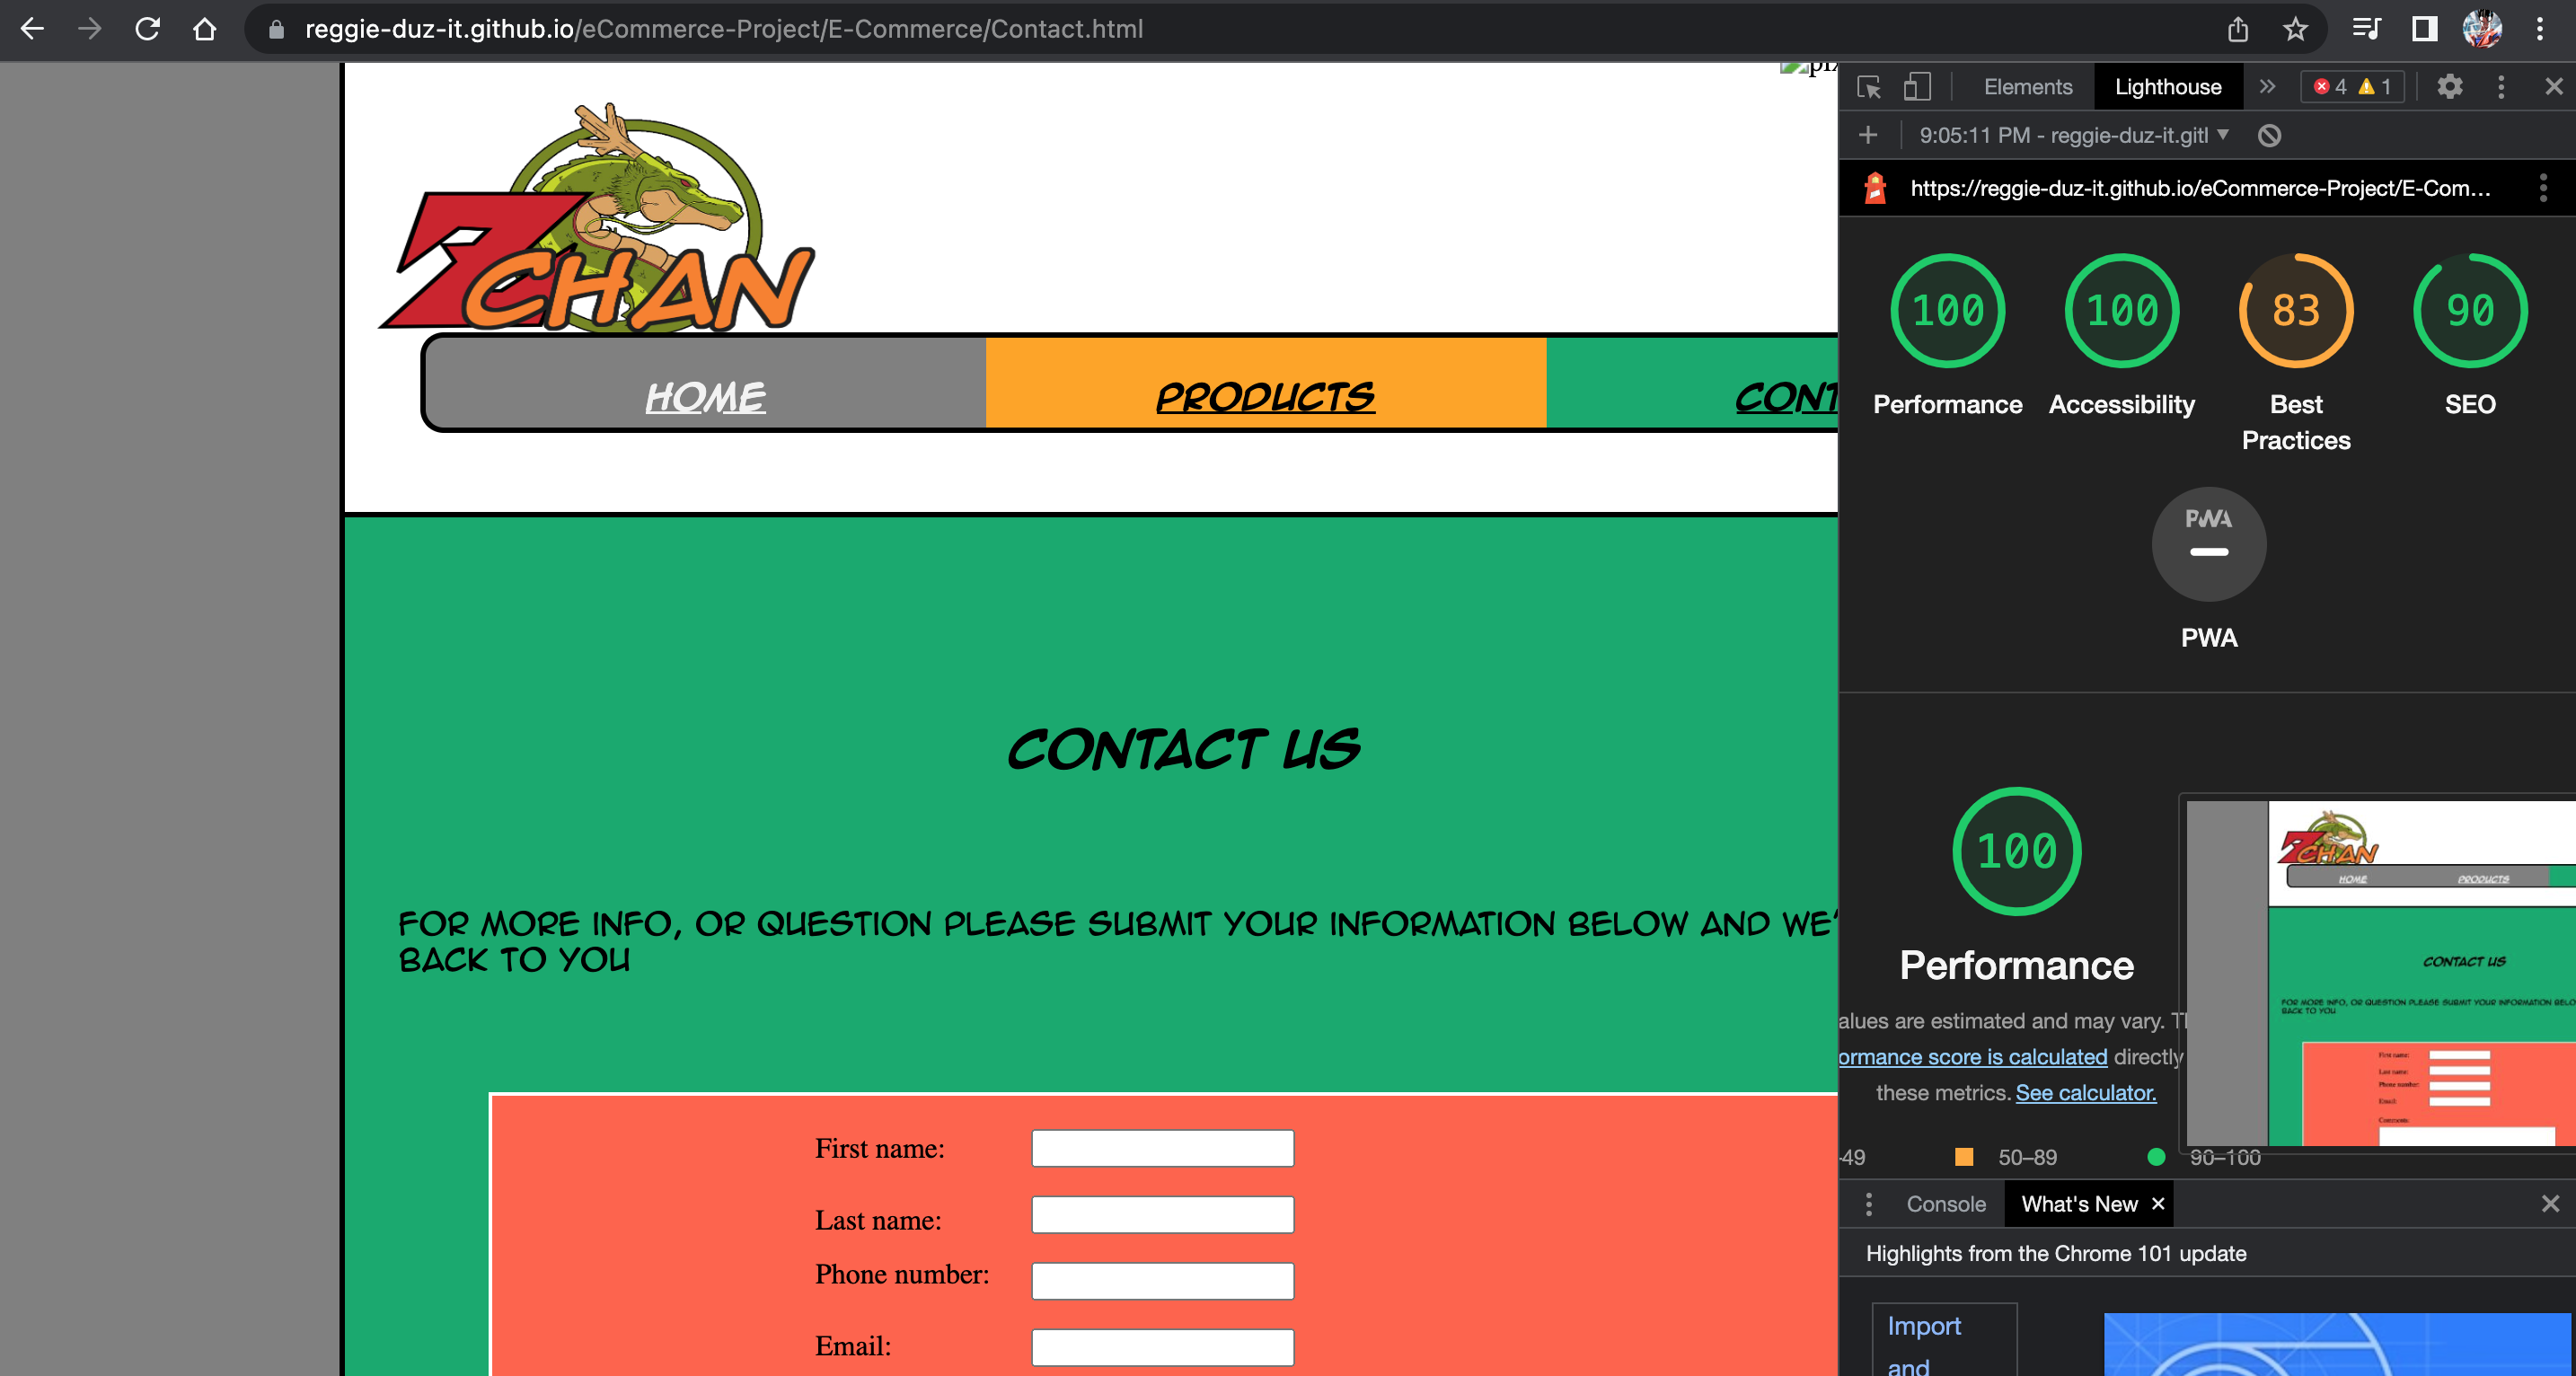 reggie-duz-it.github.io/eCommerce-Project/E-Commerce/Contact.html
ZCHAN
HOME
PRODUCTS
CONT
CONTACT US
FOR MORE INFO, OR QUESTION PLEASE SUBMIT YOUR INFORMATION BELOW AND WE'
BACK TO YOU
First name:
Last name:
Phone number:
Email:
Elements
Lighthouse
4
1
9:05:11 PM - reggie-duz-it.gitl
https://reggie-duz-it.github.io/eCommerce-Project/E-Com...
100
100
83
90
Performance
Accessibility
Best
Practices
SEO
PWA
PWA
100
Performance
alues are estimated and may vary. T
ormance score is calculated directly
these metrics. See calculator.
-49
50–89
90–100
ZCHAN
HOME
PRODUCTS
CONTACT US
FOR MORE INFO, OR QUESTION PLEASE SUBMIT YOUR INFORMATION BELO
BACK TO YOU
First name:
Last name:
Phone number:
Email:
Comments:
Console
What's New
Highlights from the Chrome 101 update
Import
and